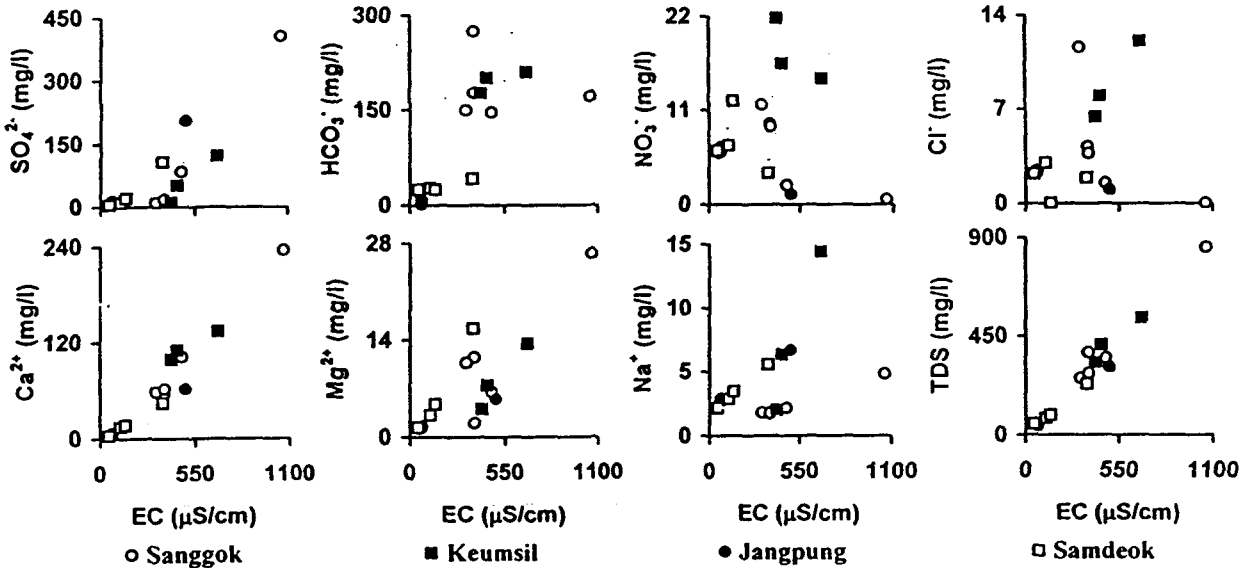 SO₄²⁻ (mg/l)
450
300
150
0
HCO₃⁻ (mg/l)
300
150
0
NO₃⁻ (mg/l)
22
11
0
Cl⁻ (mg/l)
14
7
0
Ca²⁺ (mg/l)
240
120
0
0 550 1100
EC (μS/cm)
Mg²⁺ (mg/l)
28
14
0
0 550 1100
EC (μS/cm)
Na⁺ (mg/l)
15
10
5
0
0 550 1100
EC (μS/cm)
TDS (mg/l)
900
450
0
0 550 1100
EC (μS/cm)
Sanggok
Keumsil
Jangpung
Samdeok